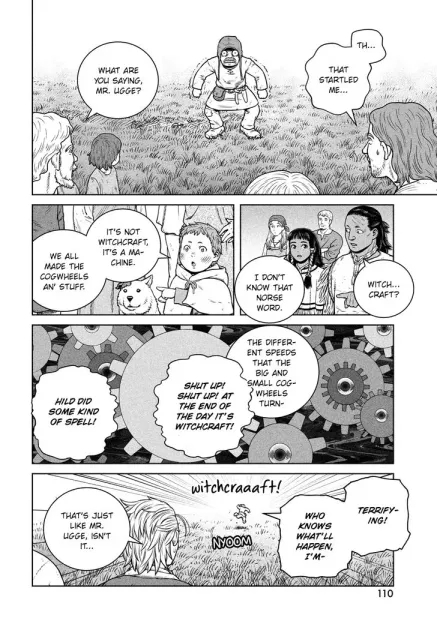 TH...
THAT
STARTLED
ME...
WHAT ARE
YOU SAYING,
MR. UGGE?
WITCH...
CRAFT?
I DON'T
KNOW THAT
NORSE
WORD.
IT'S NOT
WITCHCRAFT,
IT'S A MA-
CHINE.
WE ALL
MADE THE
COGWHEELS
AN' STUFF.
THE DIFFER-
ENT SPEEDS
THAT THE
BIG AND
SMALL COG-
WHEELS
TURN-
SHUT UP!
SHUT UP! AT
THE END OF
THE DAY IT'S
WITCHCRAFT!
HILD DID
SOME KIND
OF SPELL!
TERRIFY-
ING!
WHO
KNOWS
WHAT'LL
HAPPEN,
I'M-
witchcraaaft!
NYOOM
THAT'S JUST
LIKE MR.
UGGE, ISN'T
IT...
110